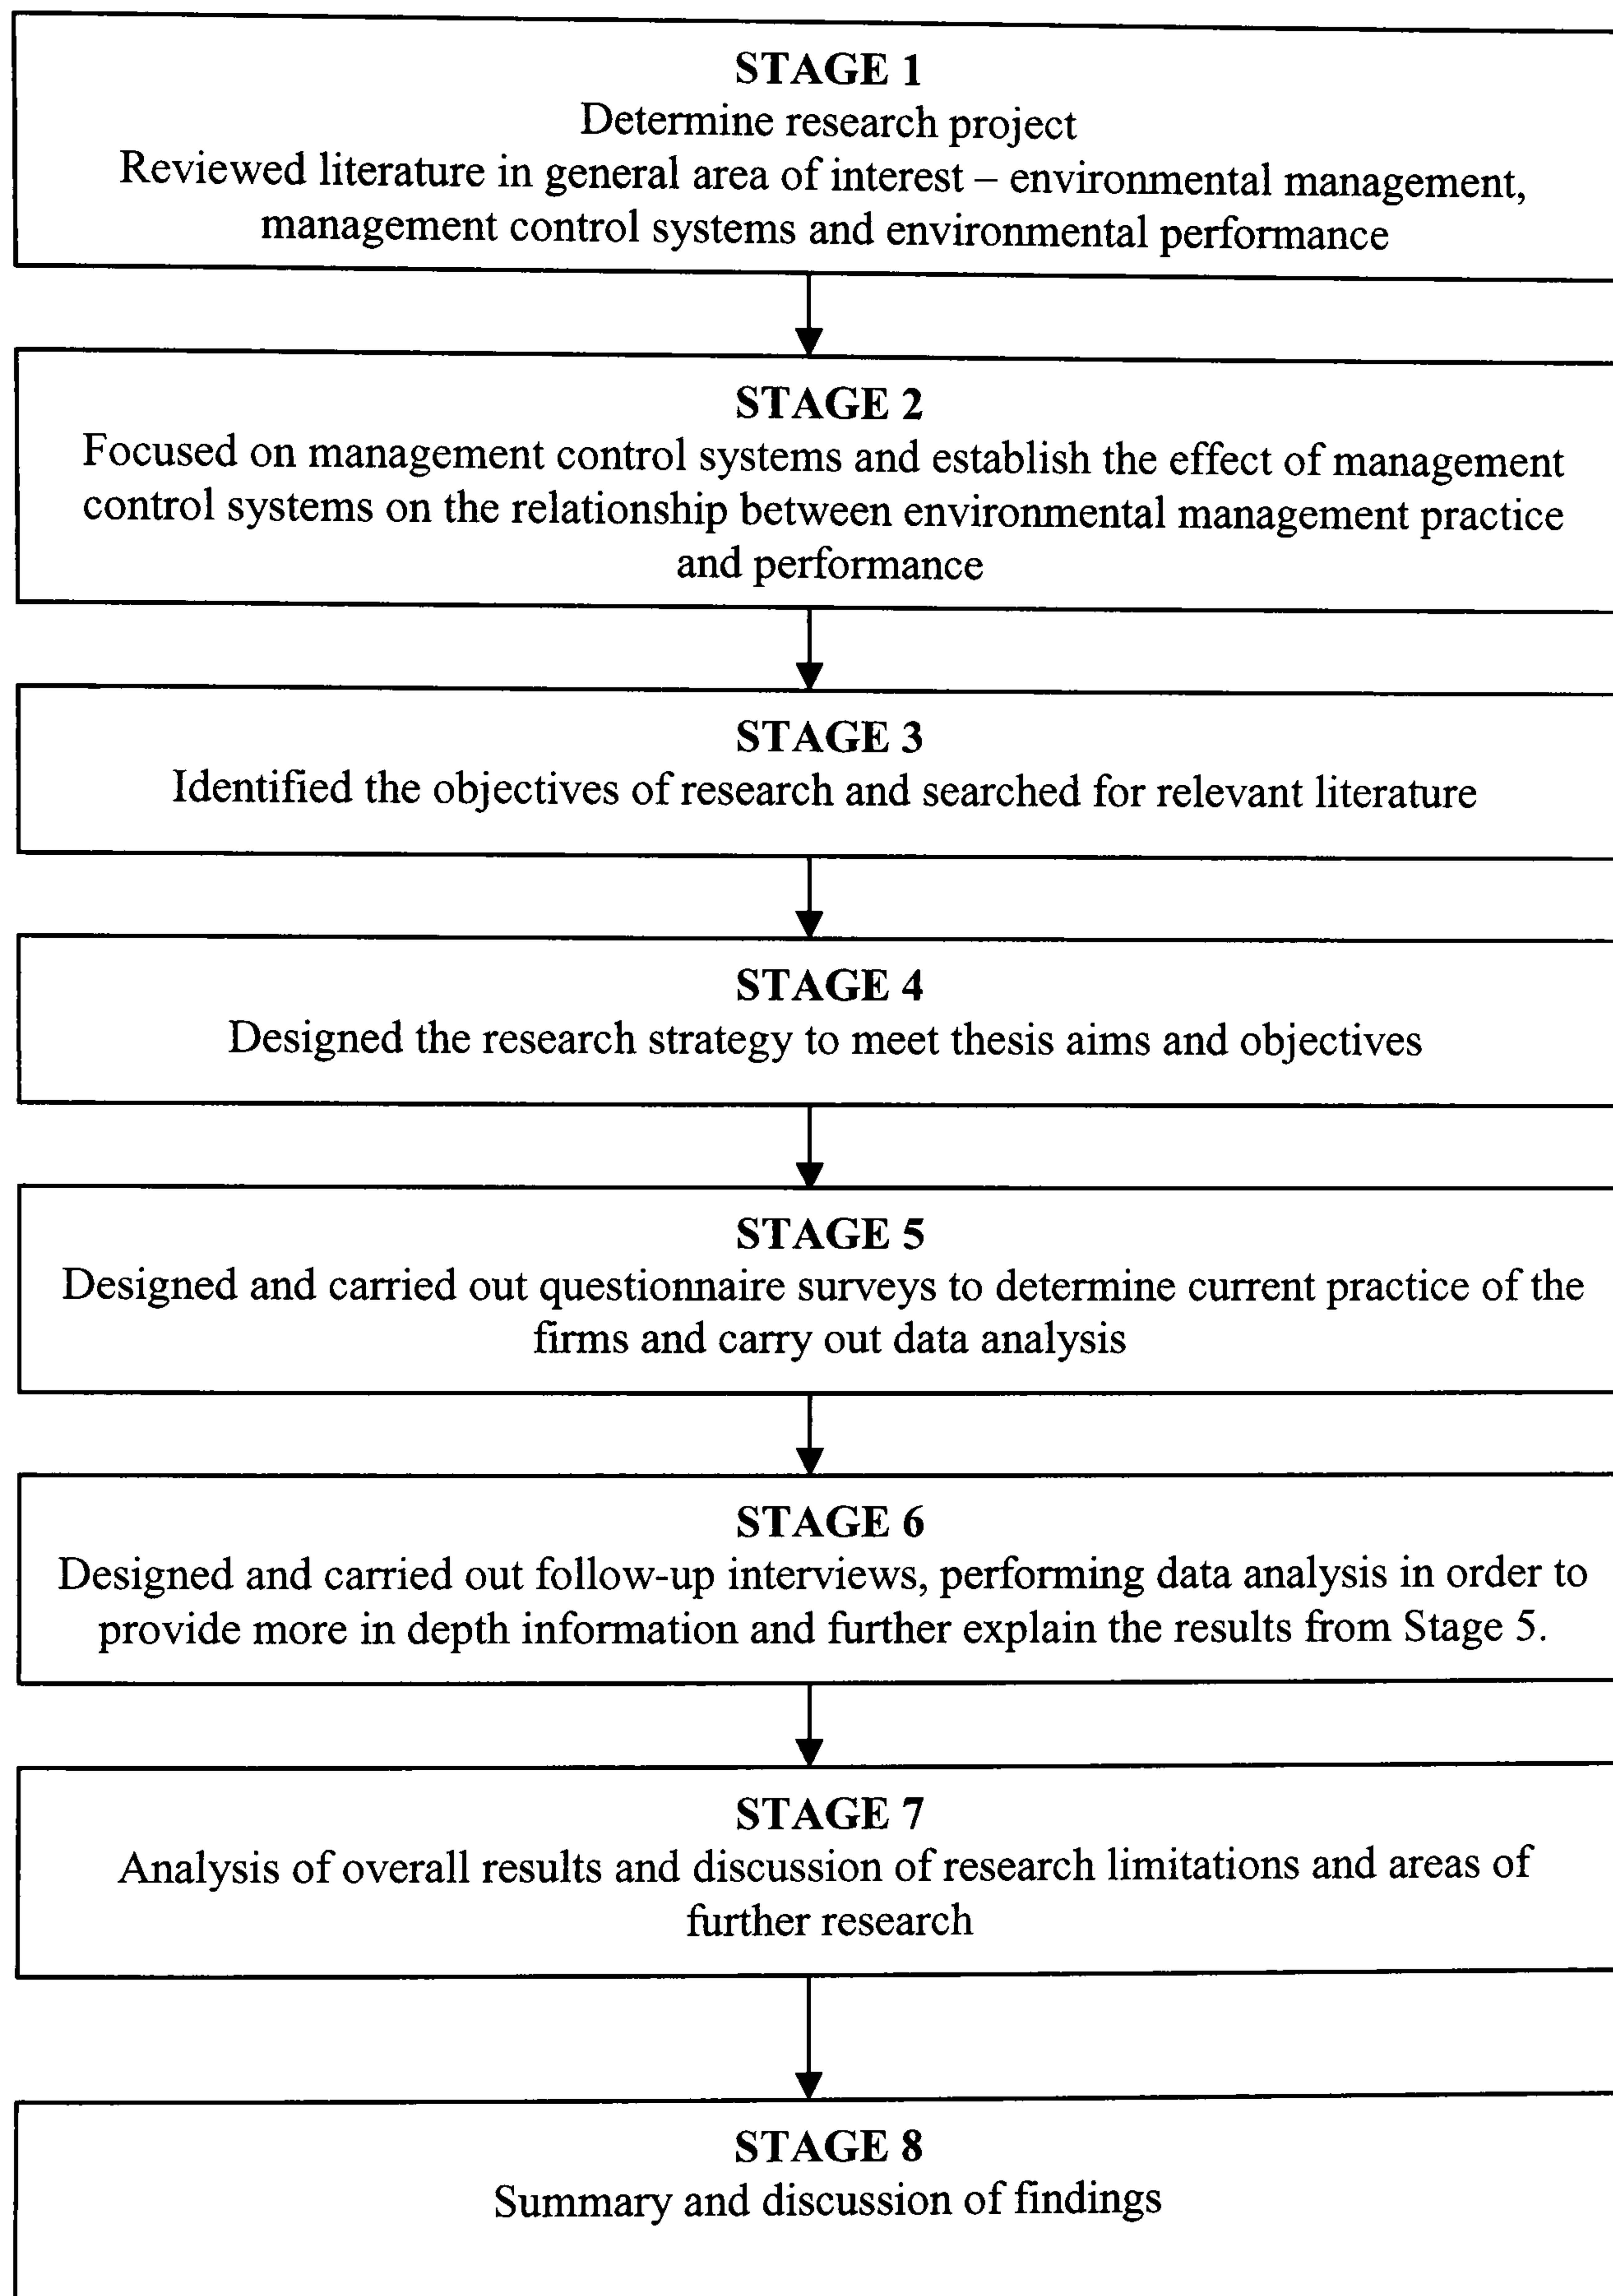 STAGE 1
Determine research project
Reviewed literature in general area of interest – environmental management,
management control systems and environmental performance
STAGE 2
Focused on management control systems and establish the effect of management
control systems on the relationship between environmental management practice
and performance
STAGE 3
Identified the objectives of research and searched for relevant literature
STAGE 4
Designed the research strategy to meet thesis aims and objectives
STAGE 5
Designed and carried out questionnaire surveys to determine current practice of the
firms and carry out data analysis
STAGE 6
Designed and carried out follow-up interviews, performing data analysis in order to
provide more in depth information and further explain the results from Stage 5.
STAGE 7
Analysis of overall results and discussion of research limitations and areas of
further research
STAGE 8
Summary and discussion of findings